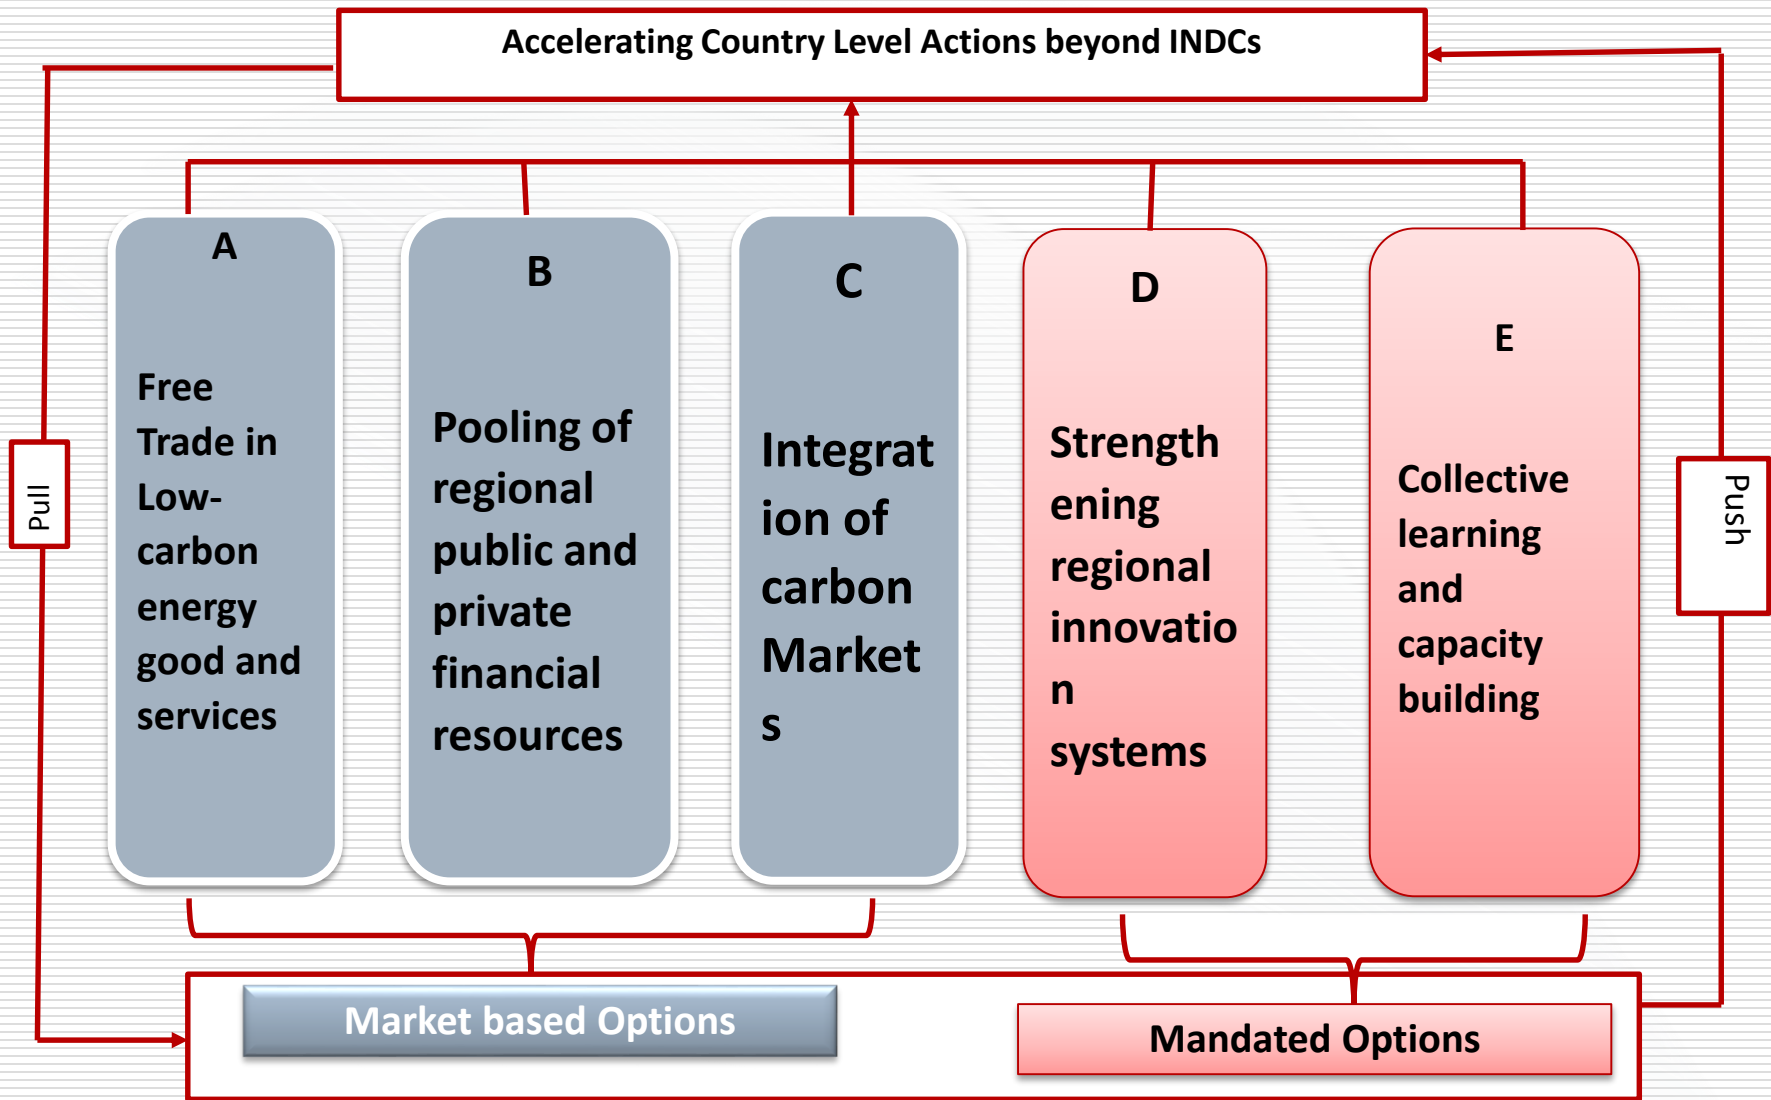 Accelerating Country Level Actions beyond INDCs
A
Free
Trade in
Low-
carbon
energy
good and
services
B
Pooling of
regional
public and
private
financial
resources
C
Integrat
ion of
carbon
Market
s
D
Strength
ening
regional
innovatio
n
systems
E
Collective
learning
and
capacity
building
Pull
Push
Market based Options
Mandated Options